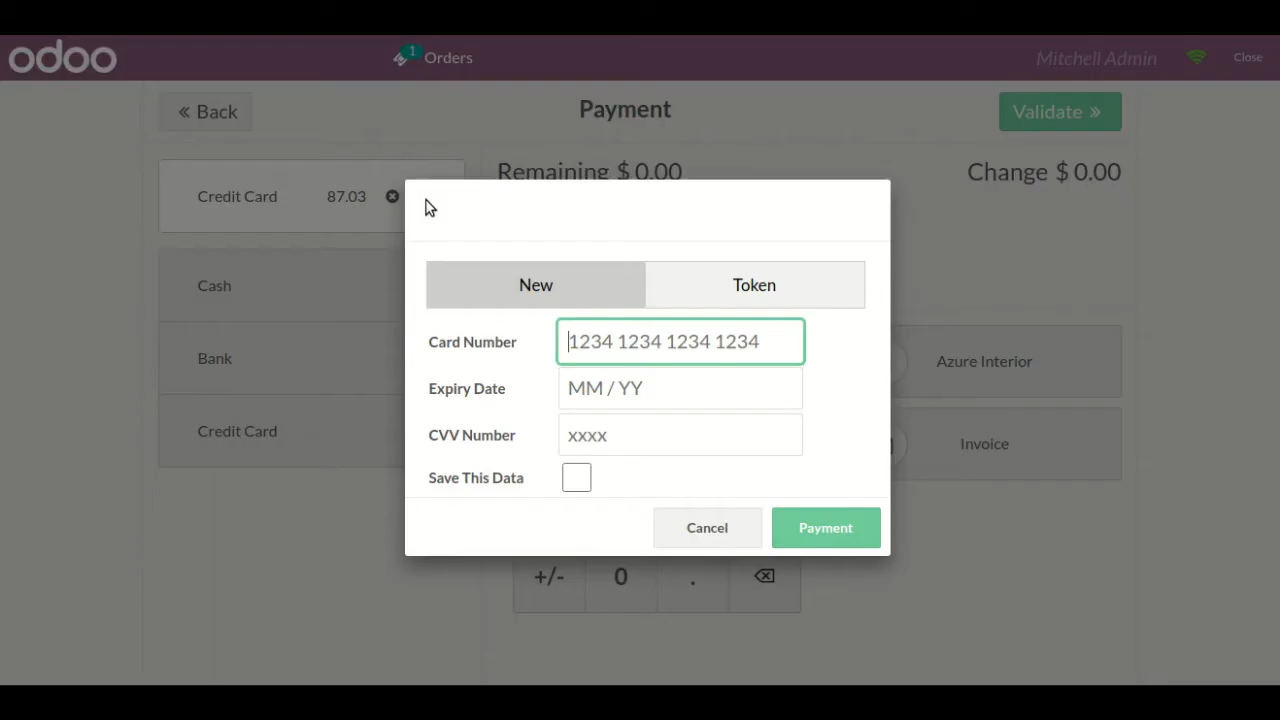 odoo
1 Orders
Mitchell Admin
Close
« Back
Payment
Validate »
Credit Card 87.03
Remaining $ 0.00
Change $ 0.00
Cash
Bank
Credit Card
New
Token
Card Number
1234 1234 1234 1234
Expiry Date
MM / YY
CVV Number
xxxx
Save This Data
Cancel
Payment
Azure Interior
Invoice
+/- 0 .